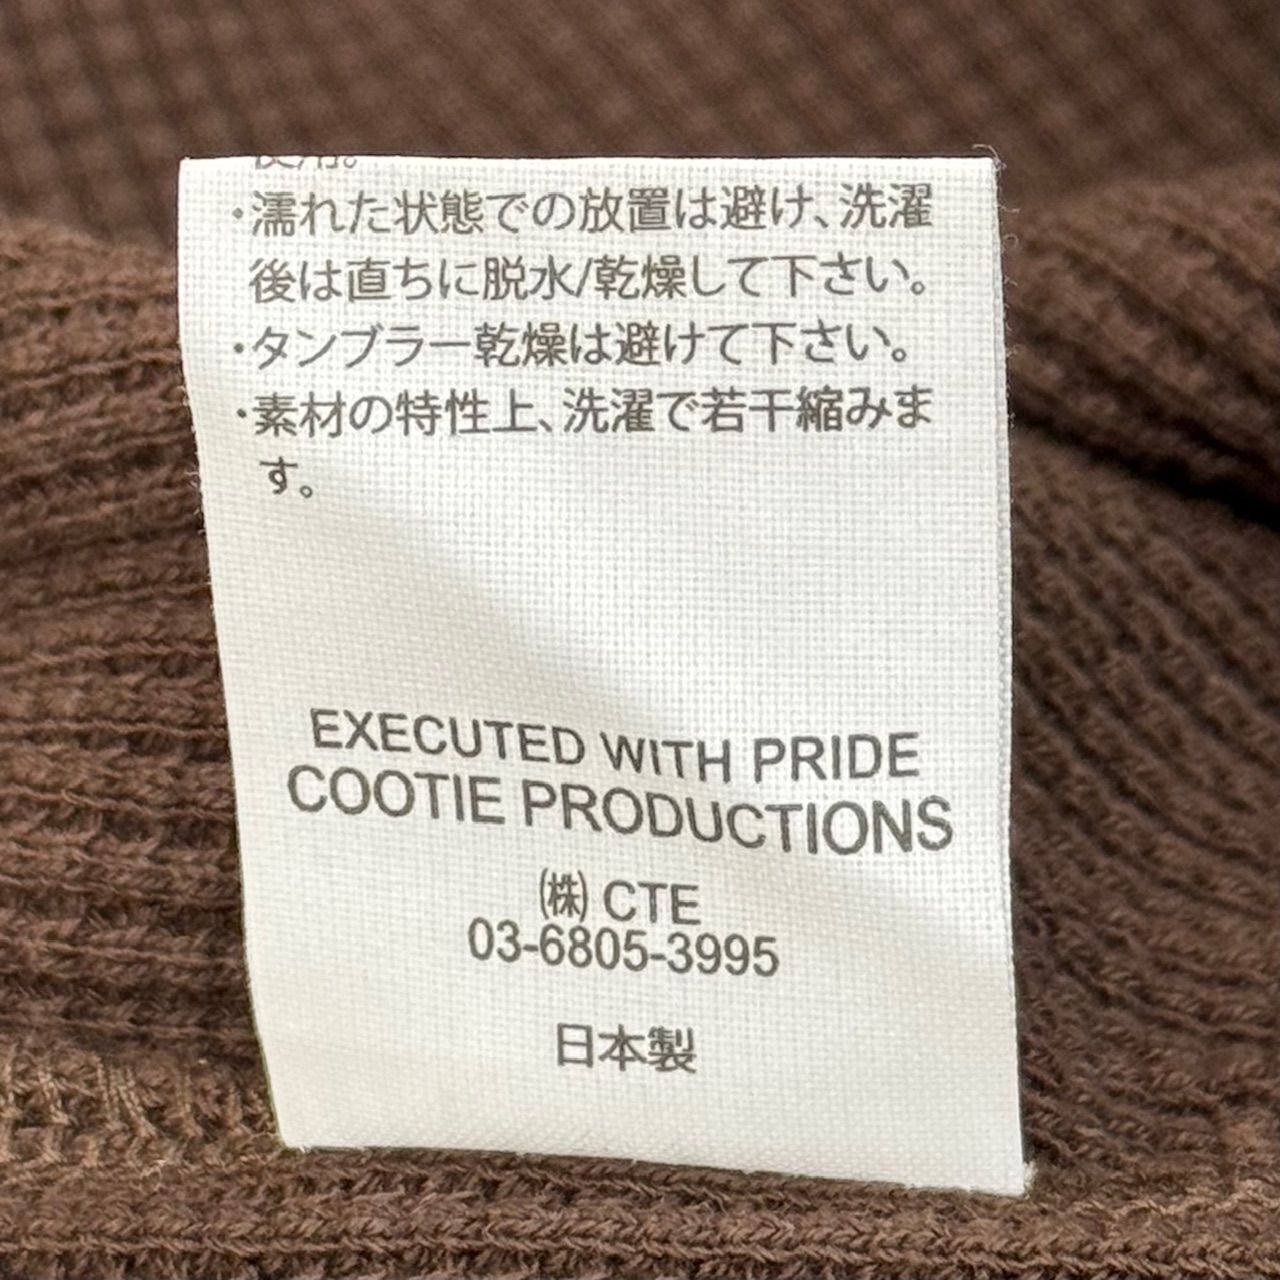 使用。
・濡れた状態での放置は避け、洗濯
後は直ちに脱水/乾燥して下さい。
・タンブラー乾燥は避けて下さい。
・素材の特性上、洗濯で若干縮みま
す。
EXECUTED WITH PRIDE
COOTIE PRODUCTIONS
㈱ CTE
03-6805-3995
日本製